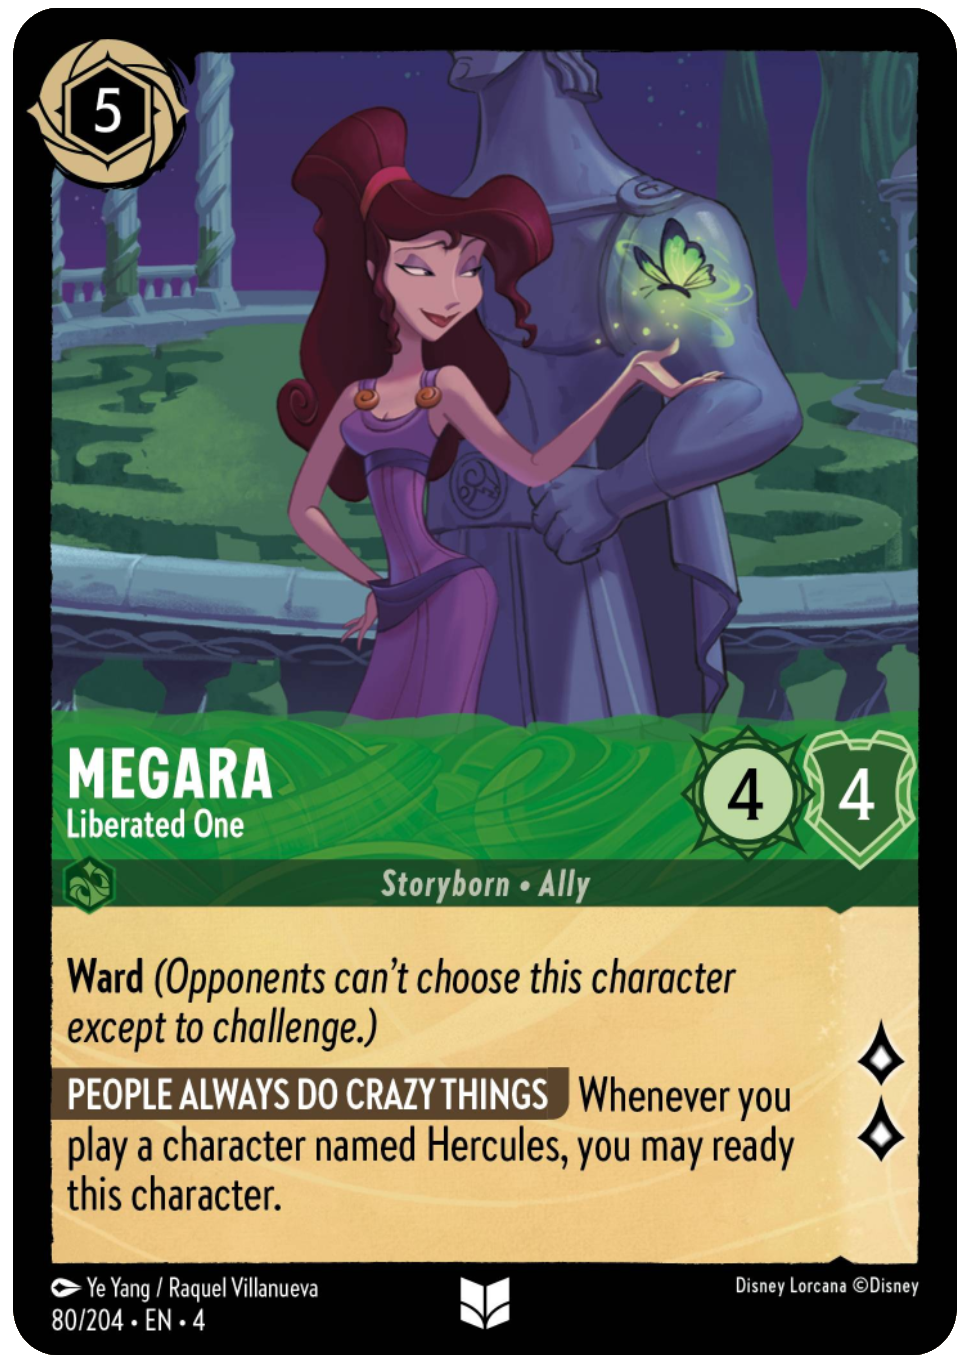 5
MEGARA
Liberated One
4
4
Storyborn • Ally
Ward (Opponents can't choose this character
except to challenge.)
PEOPLE ALWAYS DO CRAZY THINGS Whenever you
play a character named Hercules, you may ready
this character.
Ye Yang / Raquel Villanueva
80/204 • EN • 4
Disney Lorcana ©Disney